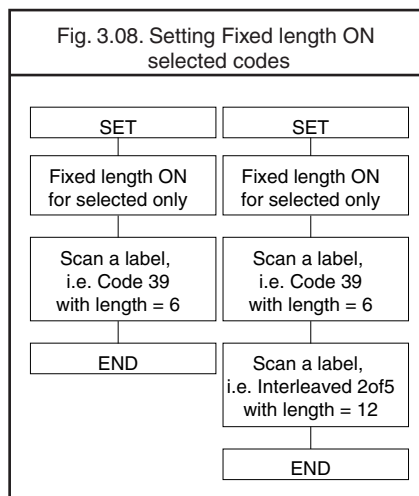 Fig. 3.08. Setting Fixed length ON
selected codes
SET
Fixed length ON
for selected only
Scan a label,
i.e. Code 39
with length = 6
END
SET
Fixed length ON
for selected only
Scan a label,
i.e. Code 39
with length = 6
Scan a label,
i.e. Interleaved 2of5
with length = 12
END